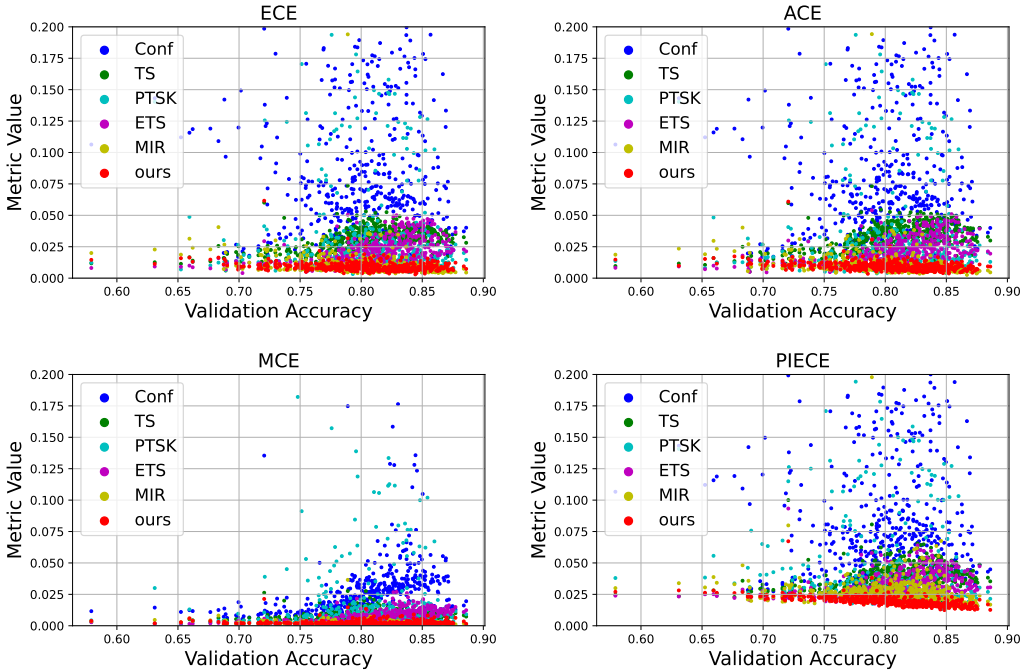 ECE
Metric Value
0.200
0.175
0.150
0.125
0.100
0.075
0.050
0.025
0.000
Conf
TS
PTSK
ETS
MIR
ours
0.60 0.65 0.70 0.75 0.80 0.85 0.90
Validation Accuracy
ACE
Metric Value
0.200
0.175
0.150
0.125
0.100
0.075
0.050
0.025
0.000
Conf
TS
PTSK
ETS
MIR
ours
0.60 0.65 0.70 0.75 0.80 0.85 0.90
Validation Accuracy
MCE
Metric Value
0.200
0.175
0.150
0.125
0.100
0.075
0.050
0.025
0.000
Conf
TS
PTSK
ETS
MIR
ours
0.60 0.65 0.70 0.75 0.80 0.85 0.90
Validation Accuracy
PIECE
Metric Value
0.200
0.175
0.150
0.125
0.100
0.075
0.050
0.025
0.000
Conf
TS
PTSK
ETS
MIR
ours
0.60 0.65 0.70 0.75 0.80 0.85 0.90
Validation Accuracy